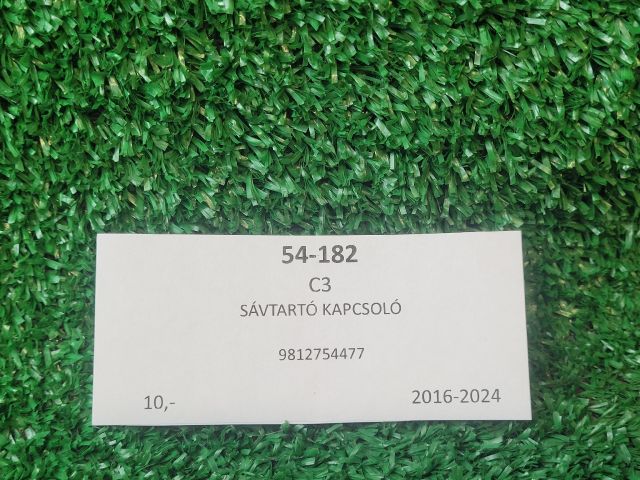 54-182
C3
SÁVTARTÓ KAPCSOLÓ
9812754477
10,-
2016-2024